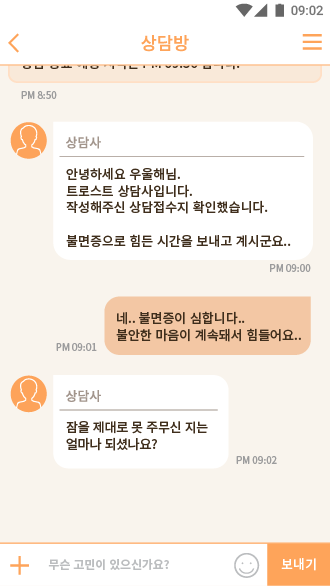 09:02
상담방
PM 8:50
상담사
안녕하세요 우울해님.
트로스트 상담사입니다.
작성해주신 상담접수지 확인했습니다.
불면증으로 힘든 시간을 보내고 계시군요..
PM 09:00
네.. 불면증이 심합니다..
불안한 마음이 계속돼서 힘들어요..
PM 09:01
상담사
잠을 제대로 못 주무신 지는
얼마나 되셨나요?
PM 09:02
무슨 고민이 있으신가요?
보내기